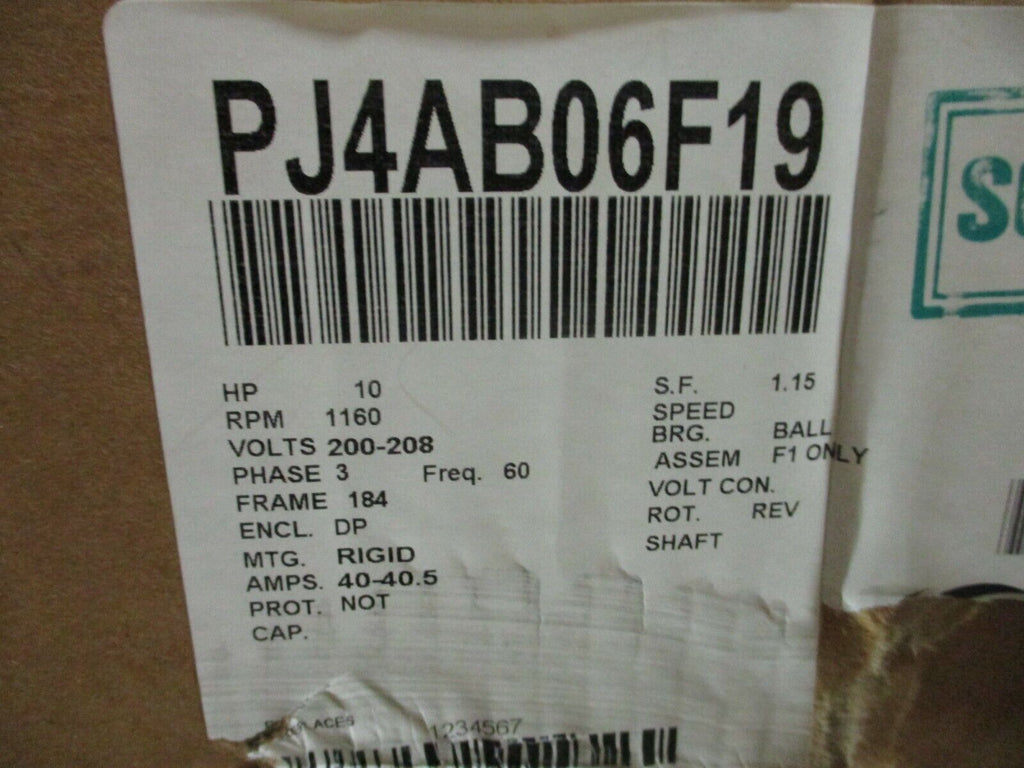 PJ4AB06F19
HP 10
RPM 1160
VOLTS 200-208
PHASE 3 Freq. 60
FRAME 184
ENCL. DP
MTG. RIGID
AMPS. 40-40.5
PROT. NOT
CAP.
S.F. 1.15
SPEED
BRG. BALL
ASSEM F1 ONLY
VOLT CON.
ROT. REV
SHAFT
1234567